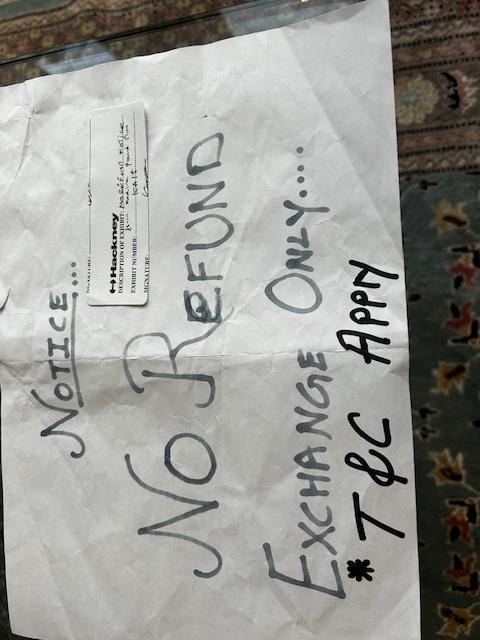 NOTICE...
Hackney
DESCRIPTION OF EXHIBIT:
EXHIBIT NUMBER:
SIGNATURE:
NO REFUND
EXCHANGE ONLY....
* T & C APPLY